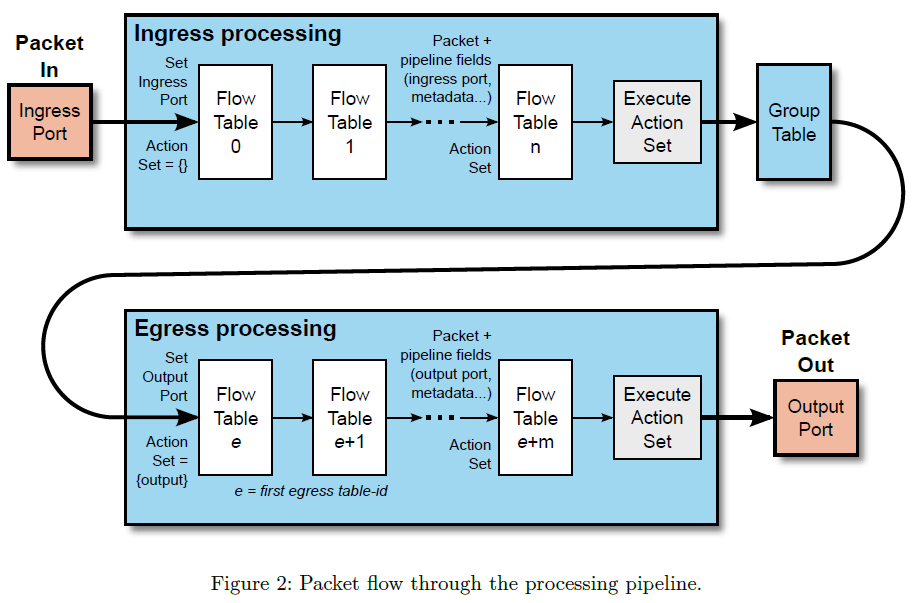 Ingress processing
Packet
In
Ingress
Port
Set
Ingress
Port
Action
Set = {}
Flow
Table
0
Flow
Table
1
Packet +
pipeline fields
(ingress port,
metadata...)
Action
Set
Flow
Table
n
Execute
Action
Set
Group
Table
Egress processing
Set
Output
Port
Action
Set =
{output}
Flow
Table
e
Flow
Table
e+1
e = first egress table-id
Packet +
pipeline fields
(output port,
metadata...)
Action
Set
Flow
Table
e+m
Execute
Action
Set
Packet
Out
Output
Port
Figure 2: Packet flow through the processing pipeline.